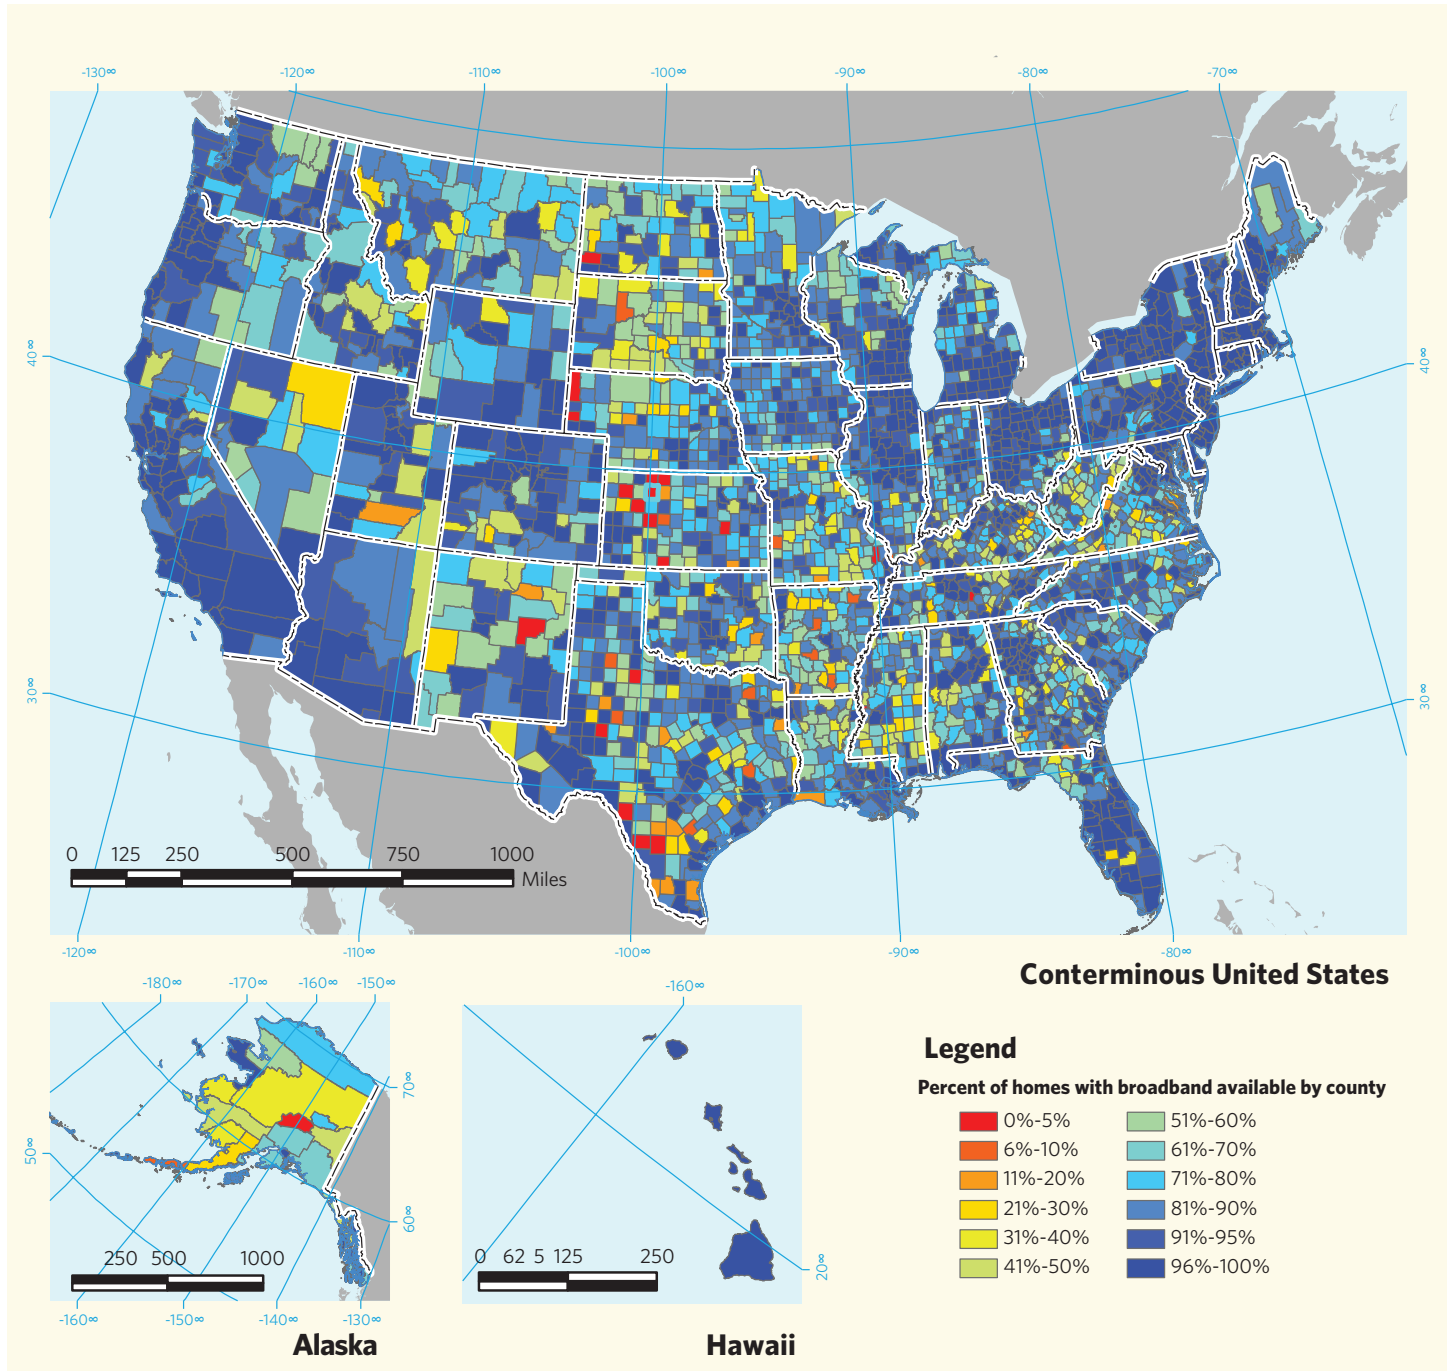 -130∞ -120∞ -110∞ -100∞ -90∞ -80∞ -70∞
40∞
40∞
30∞
30∞
0 125 250 500 750 1000
Miles
-120∞ -110∞ -100∞ -90∞ -80∞
Conterminous United States
-180∞ -170∞ -160∞ -150∞
70∞
50∞
60∞
250 500 1000
-160∞ -150∞ -140∞ -130∞
Alaska
-160∞
0 62 5 125 250
20∞
Hawaii
Legend
Percent of homes with broadband available by county
0%-5% 51%-60%
6%-10% 61%-70%
11%-20% 71%-80%
21%-30% 81%-90%
31%-40% 91%-95%
41%-50% 96%-100%